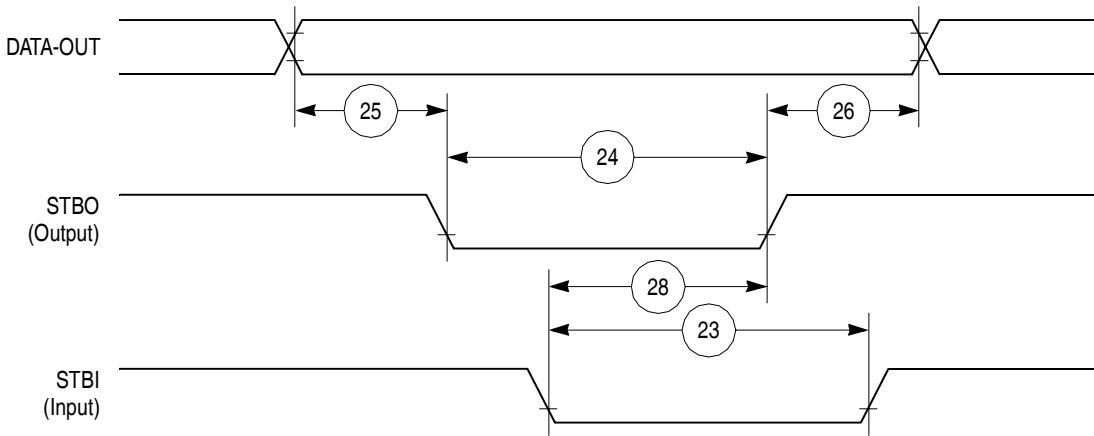 DATA-OUT
25
26
24
STBO
(Output)
28
23
STBI
(Input)